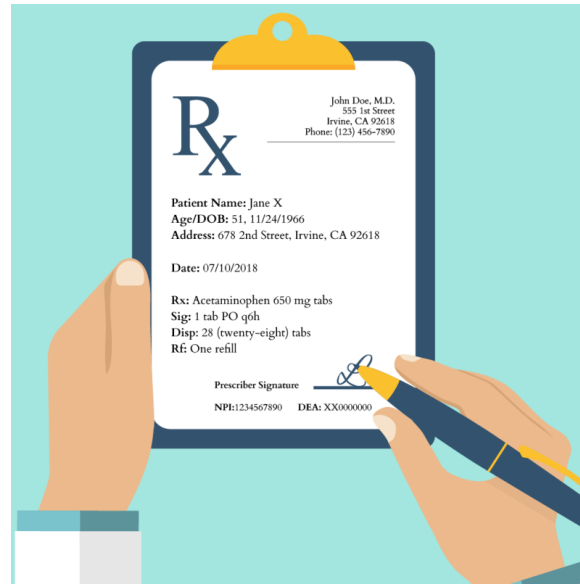 Rx
John Doe, M.D.
555 1st Street
Irvine, CA 92618
Phone: (123) 456-7890
Patient Name: Jane X
Age/DOB: 51, 11/24/1966
Address: 678 2nd Street, Irvine, CA 92618
Date: 07/10/2018
Rx: Acetaminophen 650 mg tabs
Sig: 1 tab PO q6h
Disp: 28 (twenty-eight) tabs
Rf: One refill
Prescriber Signature
NPI:1234567890 DEA: XX0000000